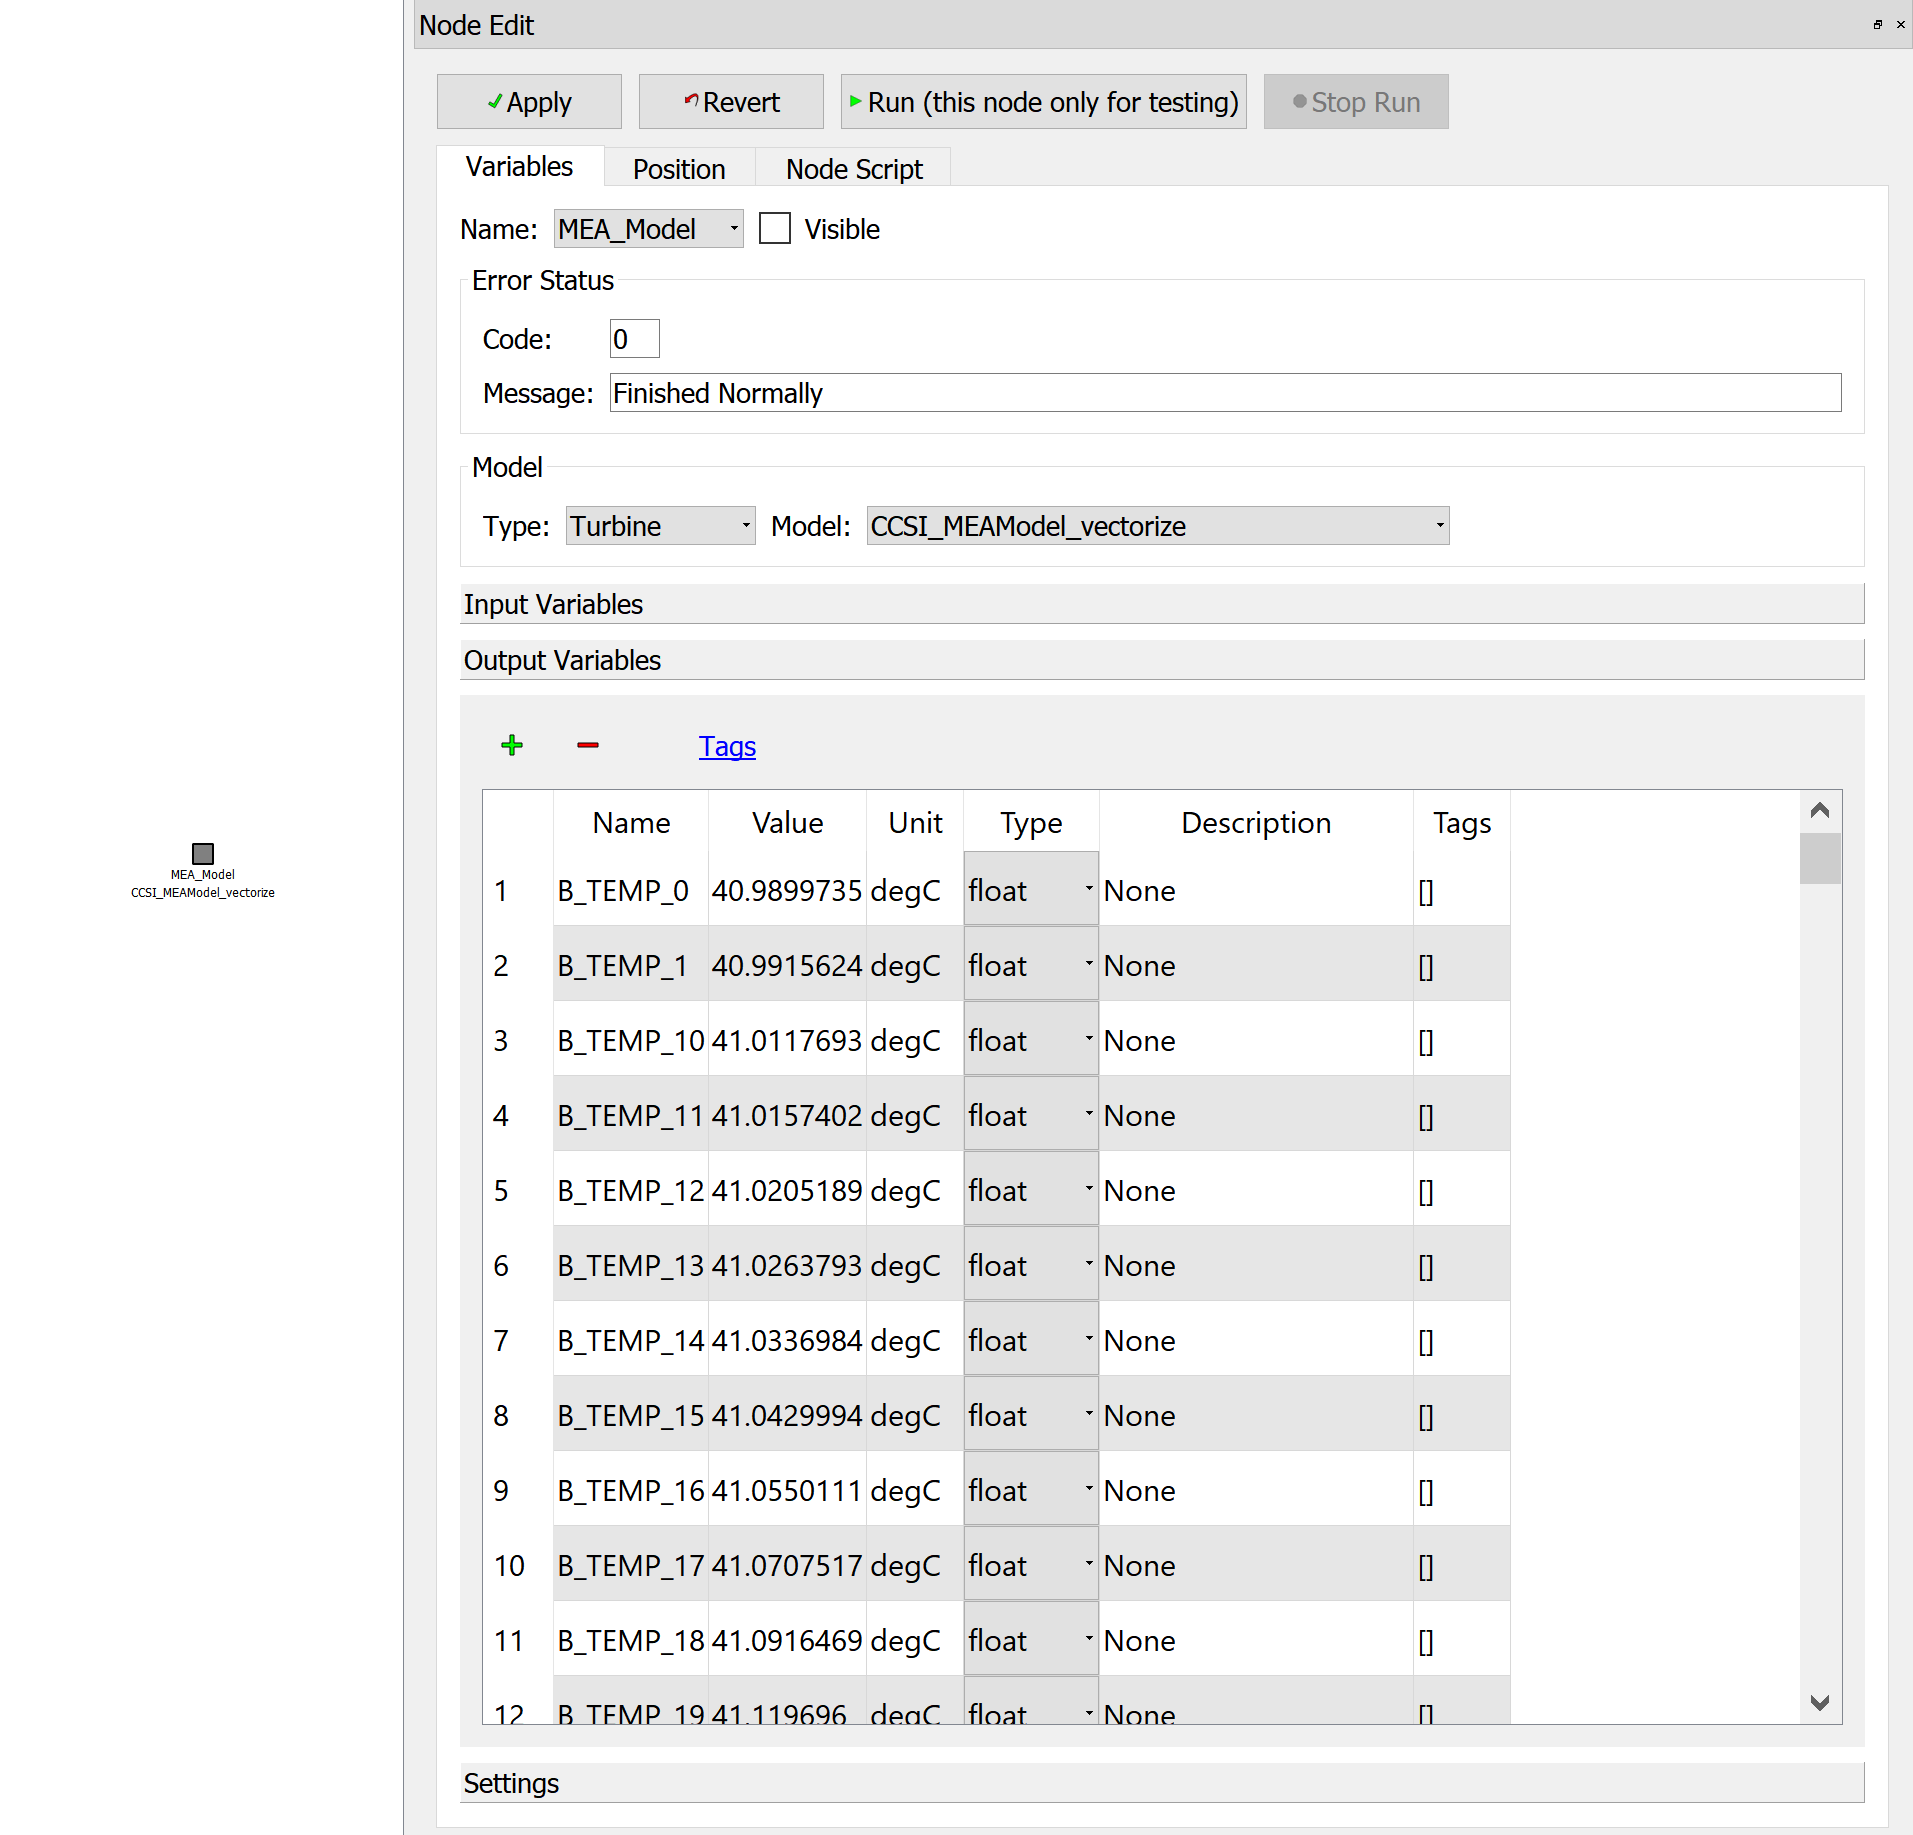 Node Edit
Apply Revert Run (this node only for testing) Stop Run
Variables Position Node Script
Name: MEA_Model Visible
Error Status
Code: 0
Message: Finished Normally
Model
Type: Turbine Model: CCSI_MEAModel_vectorize
Input Variables
Output Variables
Tags
Name Value Unit Type Description Tags
1 B_TEMP_0 40.9899735 degC float None []
2 B_TEMP_1 40.9915624 degC float None []
3 B_TEMP_10 41.0117693 degC float None []
4 B_TEMP_11 41.0157402 degC float None []
5 B_TEMP_12 41.0205189 degC float None []
6 B_TEMP_13 41.0263793 degC float None []
7 B_TEMP_14 41.0336984 degC float None []
8 B_TEMP_15 41.0429994 degC float None []
9 B_TEMP_16 41.0550111 degC float None []
10 B_TEMP_17 41.0707517 degC float None []
11 B_TEMP_18 41.0916469 degC float None []
12 B_TEMP_19 41.119696 degC float None []
Settings
MEA_Model
CCSI_MEAModel_vectorize